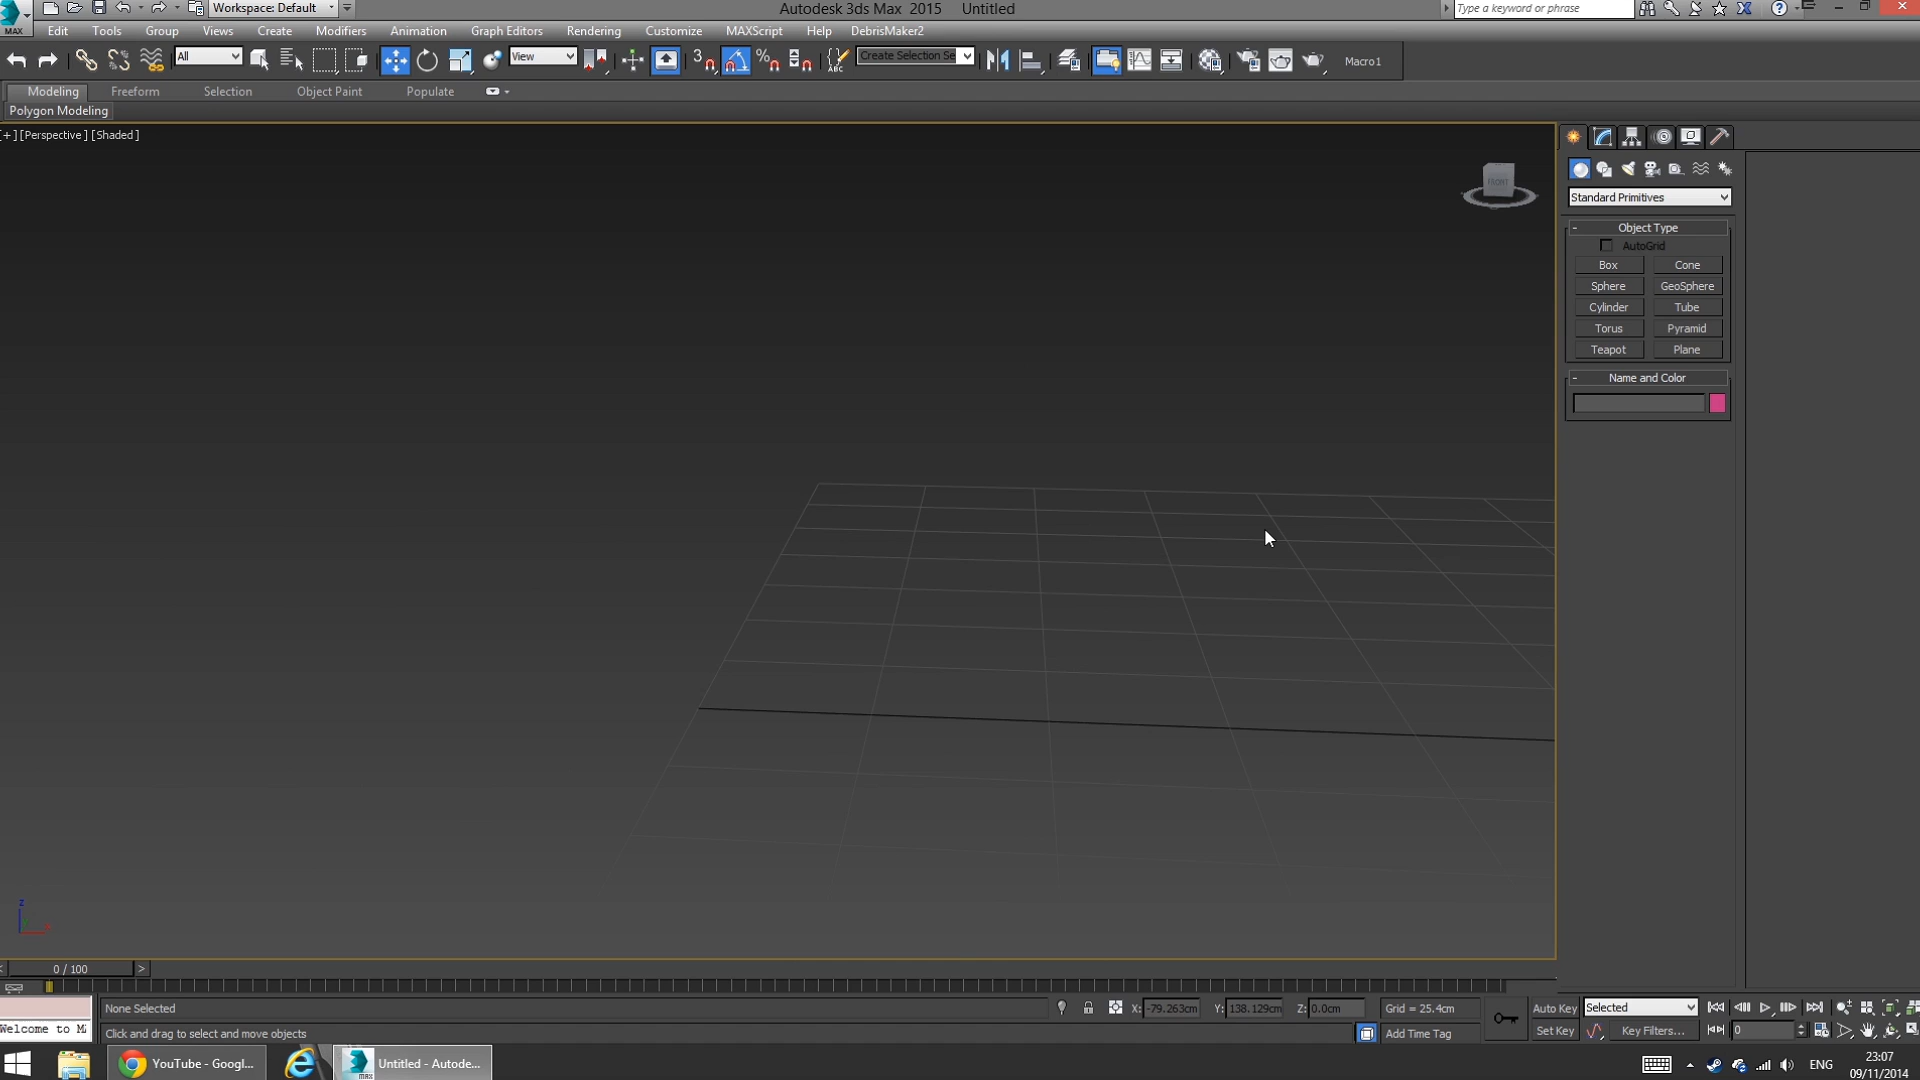 Workspace: Default
Autodesk 3ds Max 2015 Untitled
Type a keyword or phrase
MAX
Edit Tools Group Views Create Modifiers Animation Graph Editors Rendering Customize MAXScript Help DebrisMaker2
All
View
3
ABC
Create Selection Se
Macro1
Modeling Freeform Selection Object Paint Populate
Polygon Modeling
[+] [Perspective ] [Shaded ]
FRONT
Standard Primitives
- Object Type
AutoGrid
Box Cone
Sphere GeoSphere
Cylinder Tube
Torus Pyramid
Teapot Plane
- Name and Color
z
< 0 / 100 >
None Selected
X: -79.263cm Y: 138.129cm Z: 0.0cm
Grid = 25.4cm
Auto Key Selected
Welcome to M
Click and drag to select and move objects
Add Time Tag
Set Key Key Filters...
0
YouTube - Googl...
Untitled - Autode...
ENG
23:07
09/11/2014